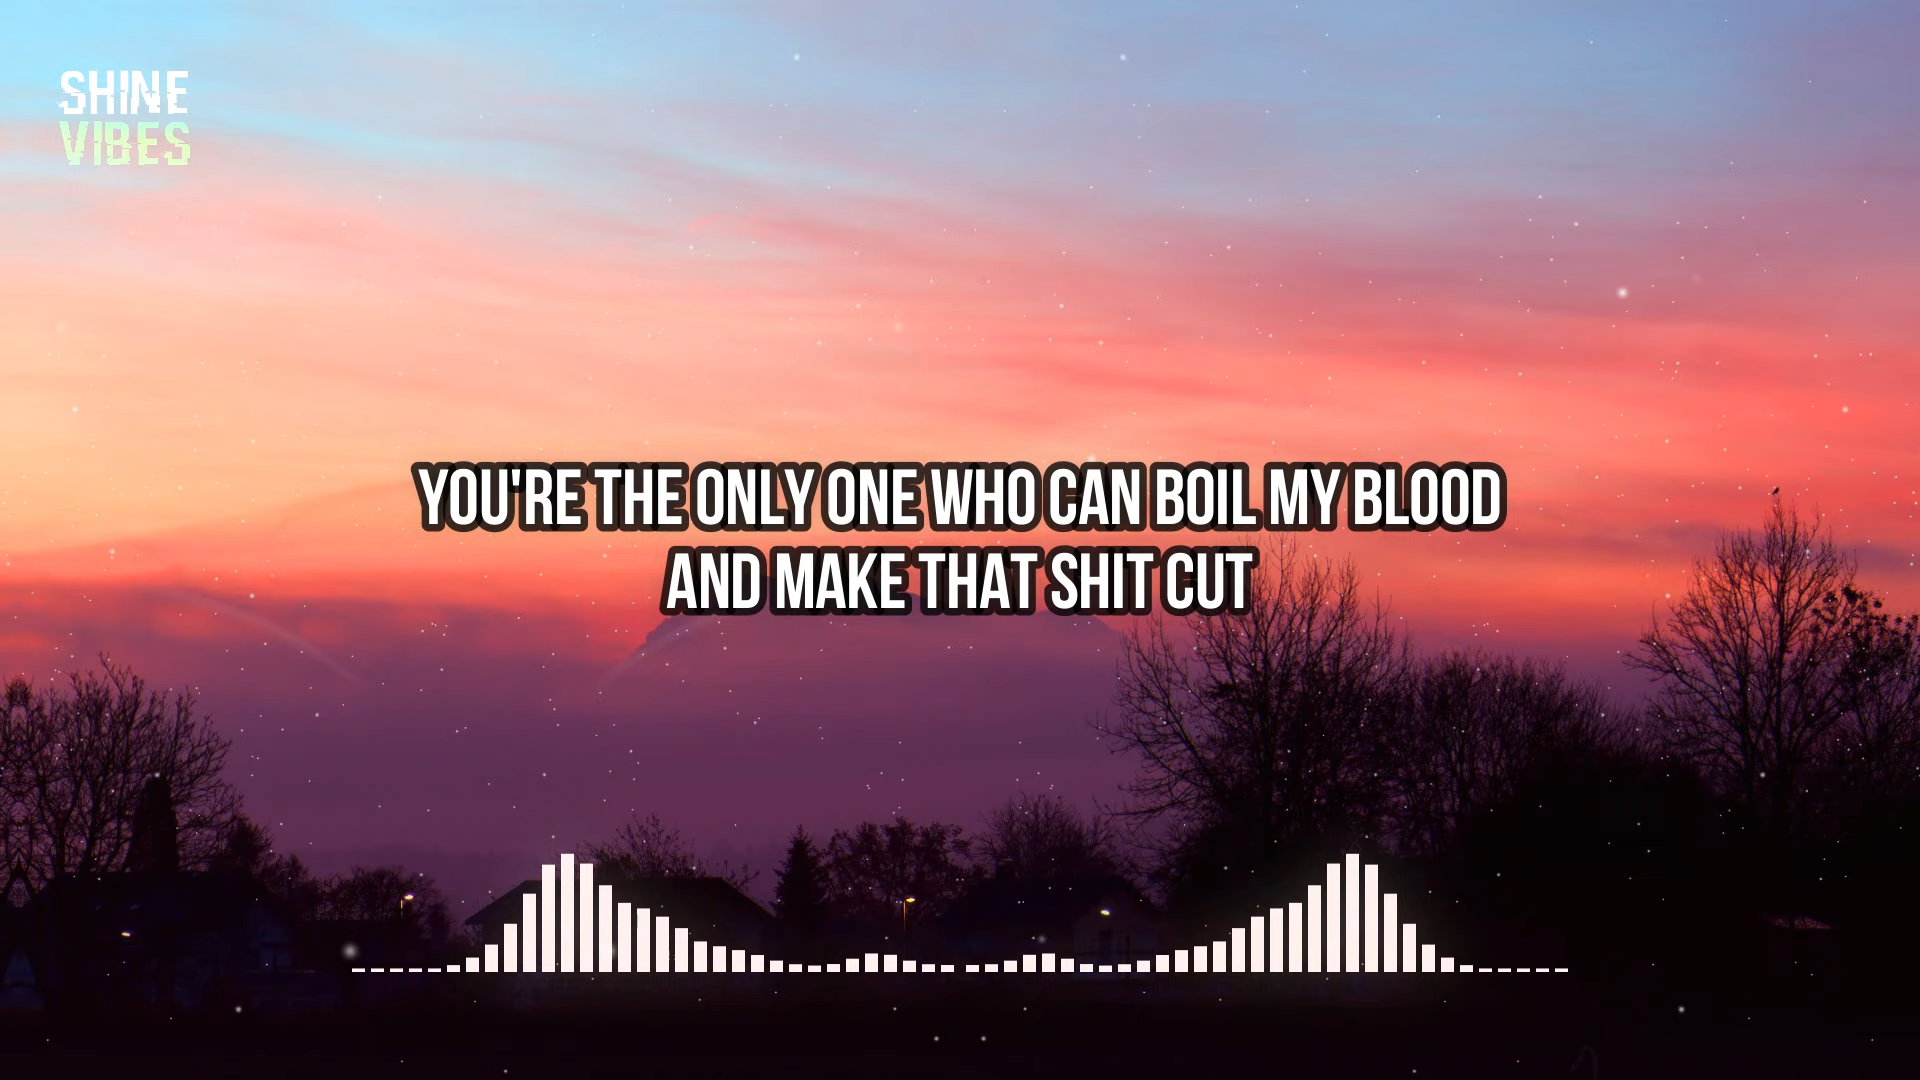 SHINE
VIBES
YOU'RE THE ONLY ONE WHO CAN BOIL MY BLOOD
AND MAKE THAT SHIT CUT